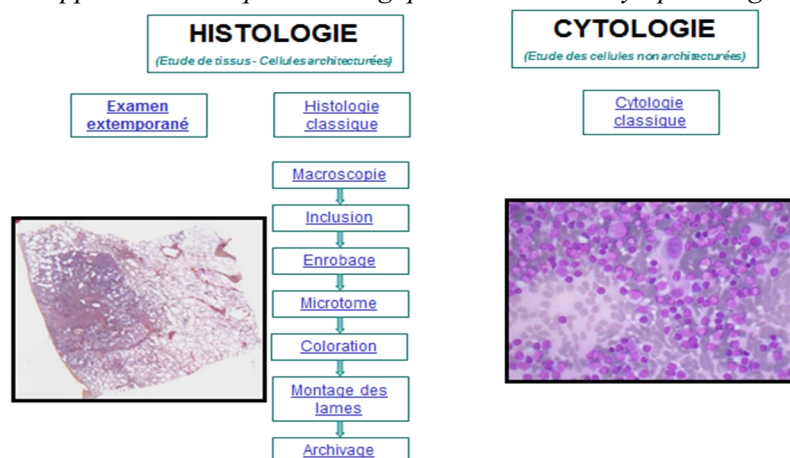 HISTOLOGIE
(Etude de tissus - Cellules architecturées)
CYTOLOGIE
(Etude des cellules non architecturées)
Examen
extemporané
Histologie
classique
Cytologie
classique
Macroscopie
Inclusion
Enrobage
Microtome
Coloration
Montage des
lames
Archivage